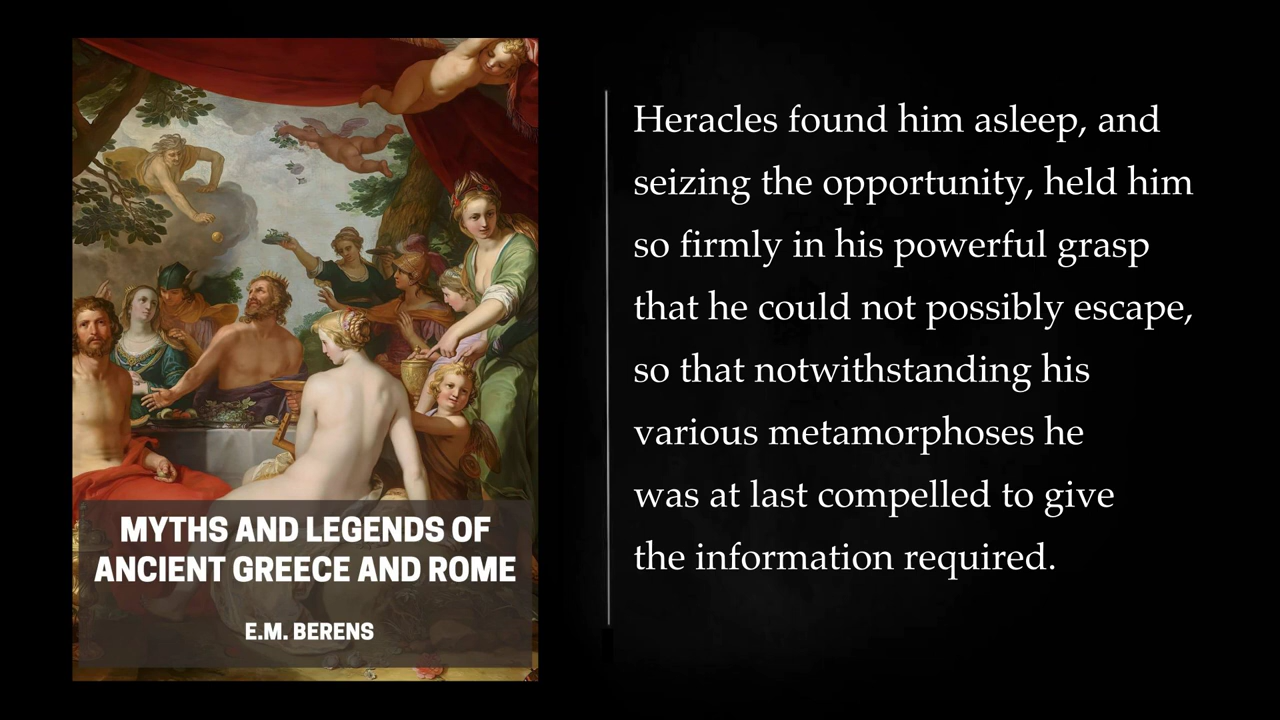 MYTHS AND LEGENDS OF
ANCIENT GREECE AND ROME
E.M. BERENS
Heracles found him asleep, and
seizing the opportunity, held him
so firmly in his powerful grasp
that he could not possibly escape,
so that notwithstanding his
various metamorphoses he
was at last compelled to give
the information required.